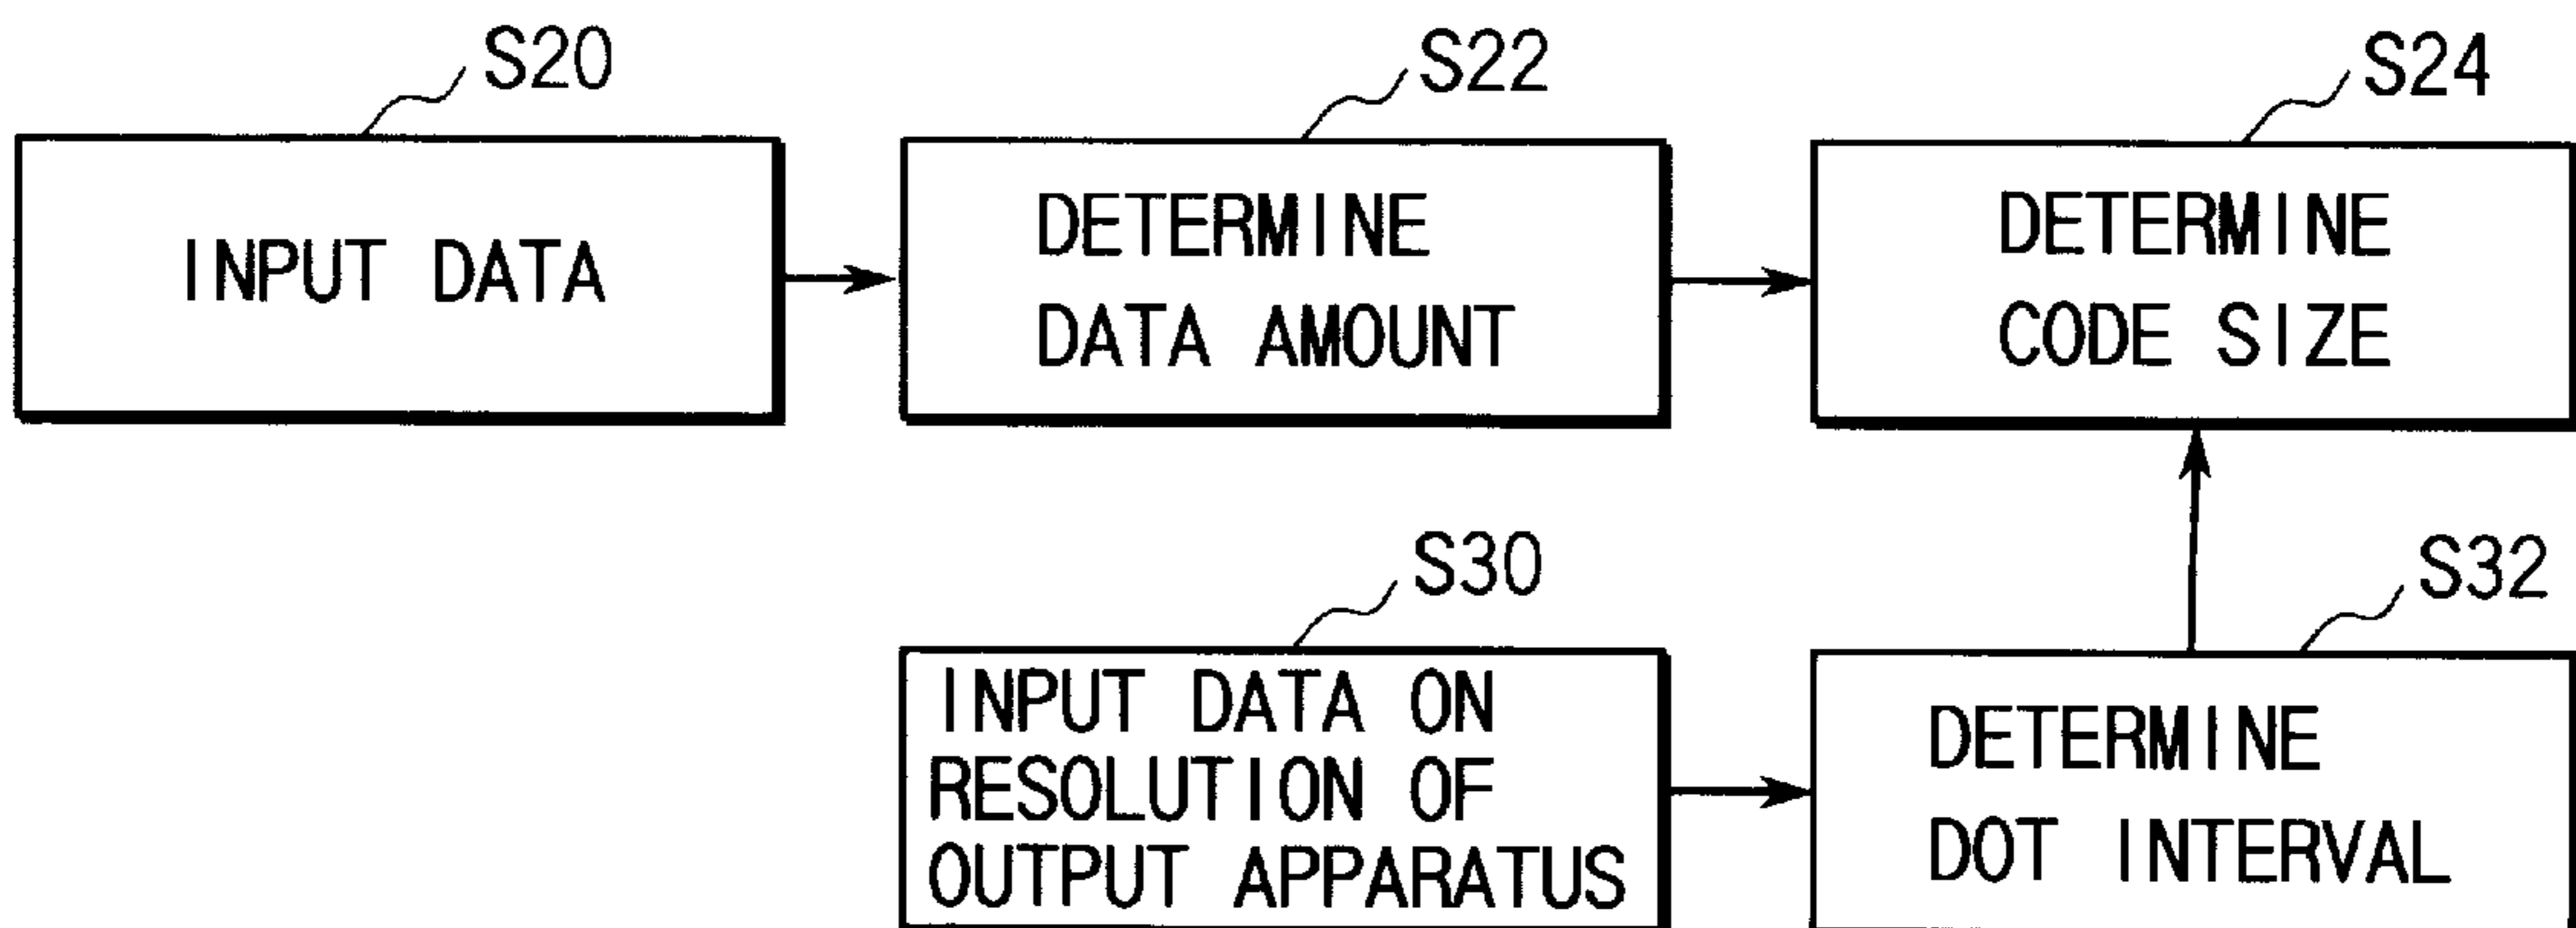 S20
S22
S24
INPUT DATA
DETERMINE
DATA AMOUNT
DETERMINE
CODE SIZE
S30
S32
INPUT DATA ON
RESOLUTION OF
OUTPUT APPARATUS
DETERMINE
DOT INTERVAL